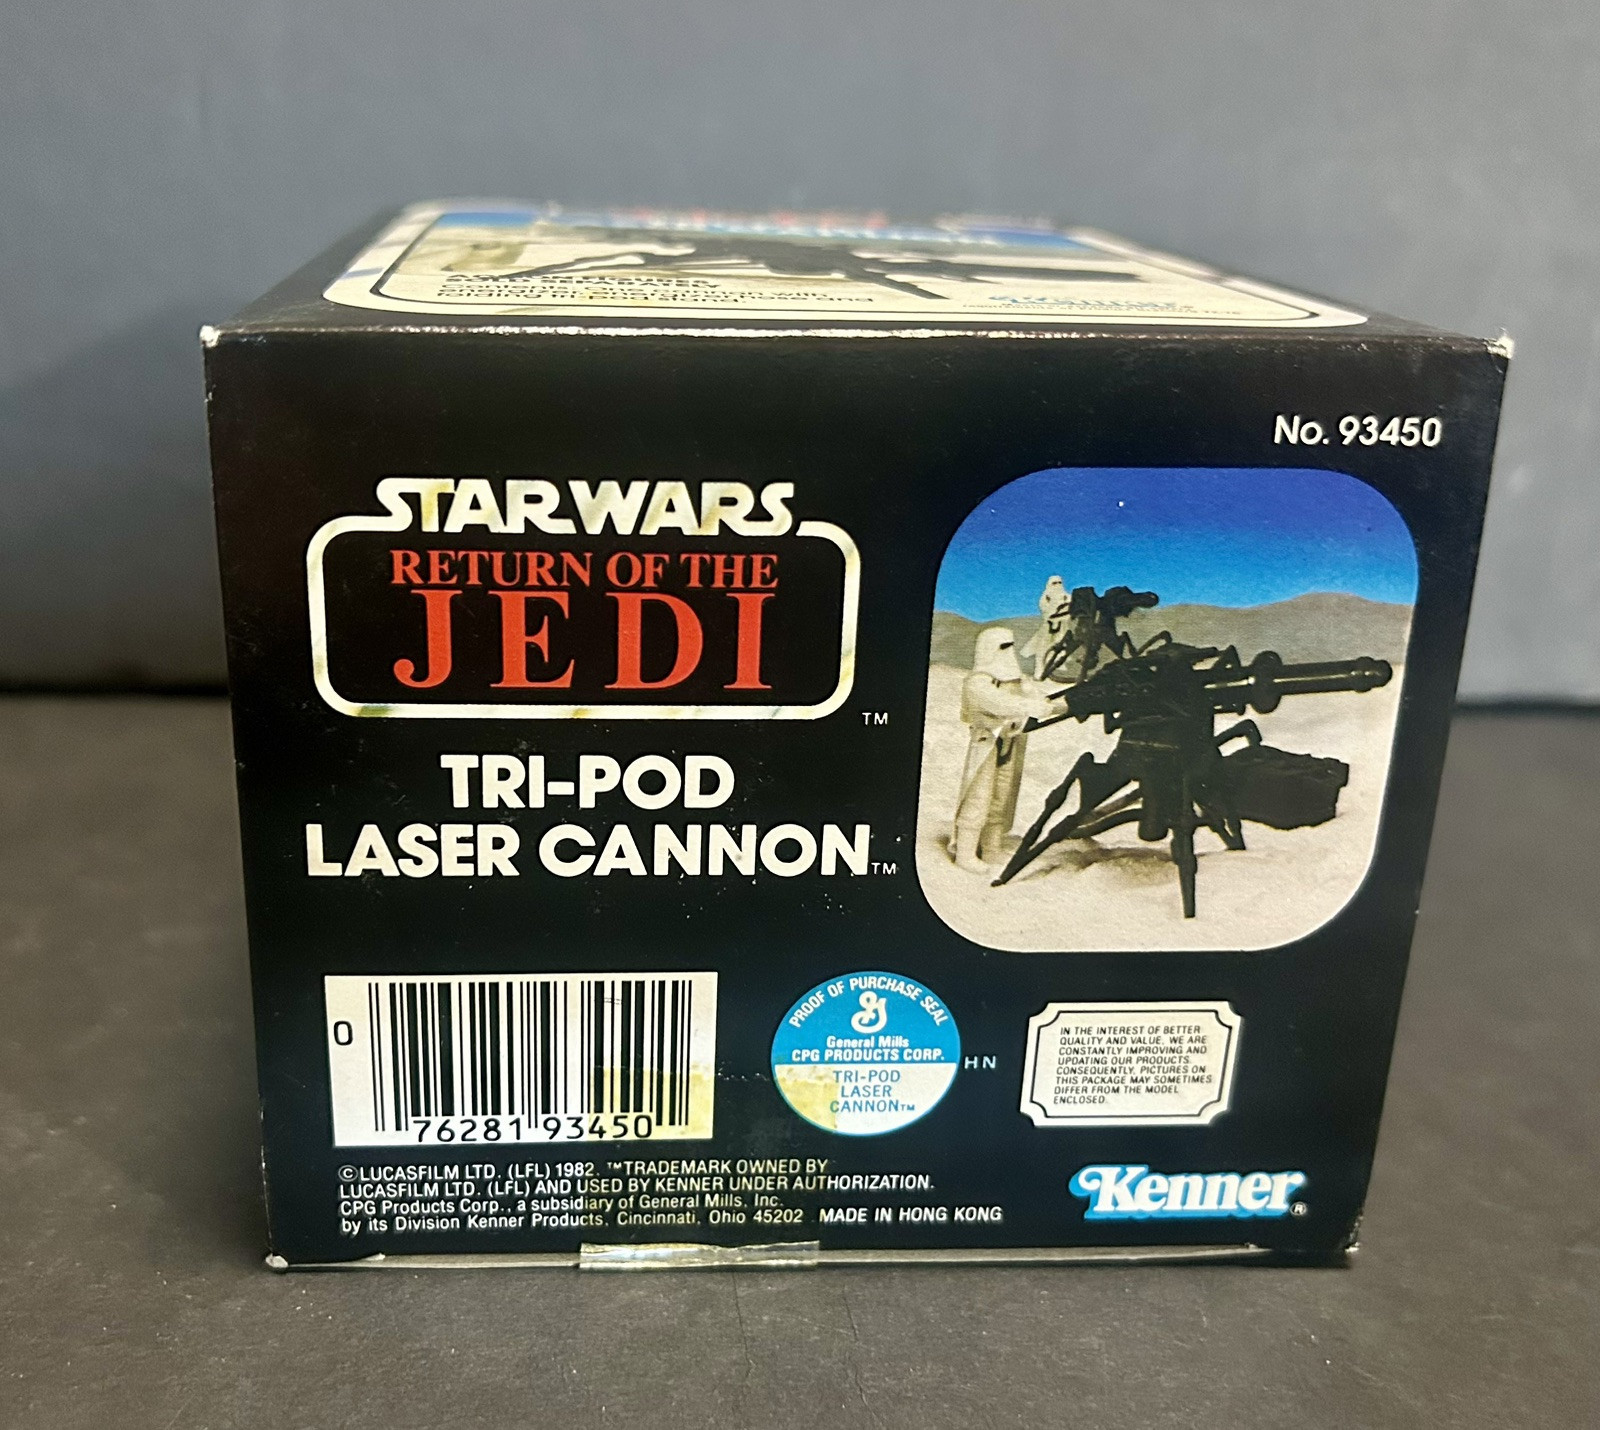 folding tri-pod stand.
No. 93450
STAR WARS
RETURN OF THE
JEDI
TM
TRI-POD
LASER CANNON TM
PROOF OF PURCHASE SEAL
General Mills
CPG PRODUCTS CORP.
TRI-POD
LASER
CANNON TM
HN
IN THE INTEREST OF BETTER
QUALITY AND VALUE, WE ARE
CONSTANTLY IMPROVING AND
UPDATING OUR PRODUCTS.
CONSEQUENTLY, PICTURES ON
THIS PACKAGE MAY SOMETIMES
DIFFER FROM THE MODEL
ENCLOSED.
0
76281 93450
© LUCASFILM LTD. (LFL) 1982. ™TRADEMARK OWNED BY
LUCASFILM LTD. (LFL) AND USED BY KENNER UNDER AUTHORIZATION.
CPG Products Corp., a subsidiary of General Mills, Inc.
by its Division Kenner Products, Cincinnati, Ohio 45202 MADE IN HONG KONG
Kenner®